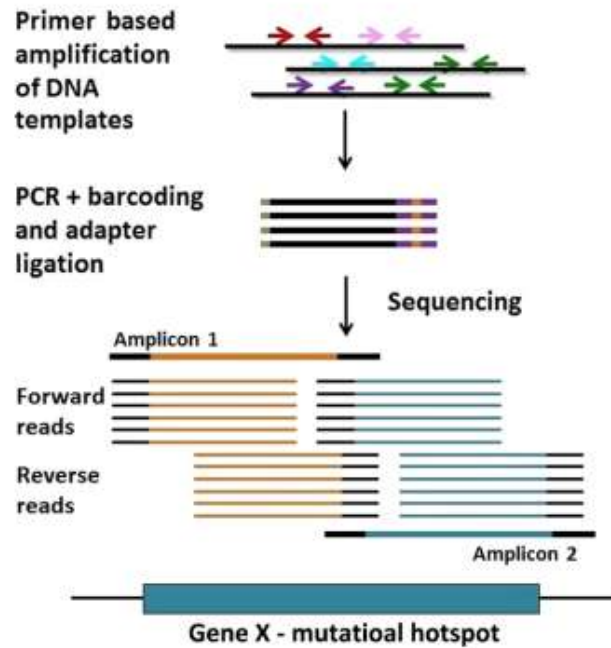 Primer based
amplification
of DNA
templates
PCR + barcoding
and adapter
ligation
Sequencing
Amplicon 1
Forward
reads
Reverse
reads
Amplicon 2
Gene X - mutatioal hotspot